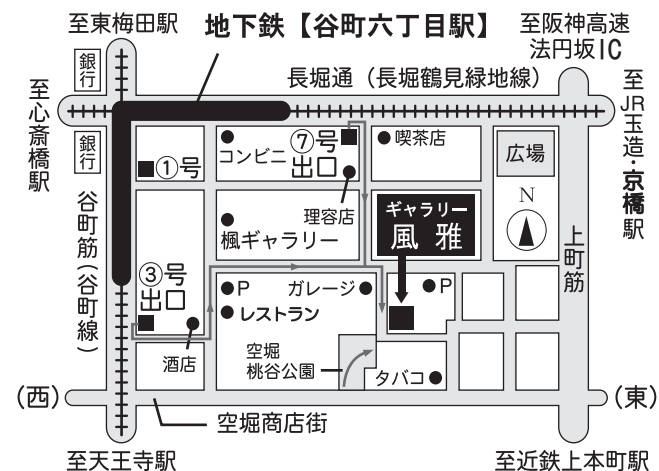 至東梅田駅
地下鉄【谷町六丁目駅】
至阪神高速
法円坂IC
銀行
長堀通（長堀鶴見緑地線）
至心斎橋駅
至JR玉造・京橋駅
銀行
①号
コンビニ
⑦号
出口
喫茶店
広場
理容店
N
谷町筋（谷町線）
楓ギャラリー
ギャラリー
風雅
上町筋
③号
出口
P
ガレージ
P
レストラン
酒店
空堀
桃谷公園
タバコ
（西）
（東）
空堀商店街
至天王寺駅
至近鉄上本町駅